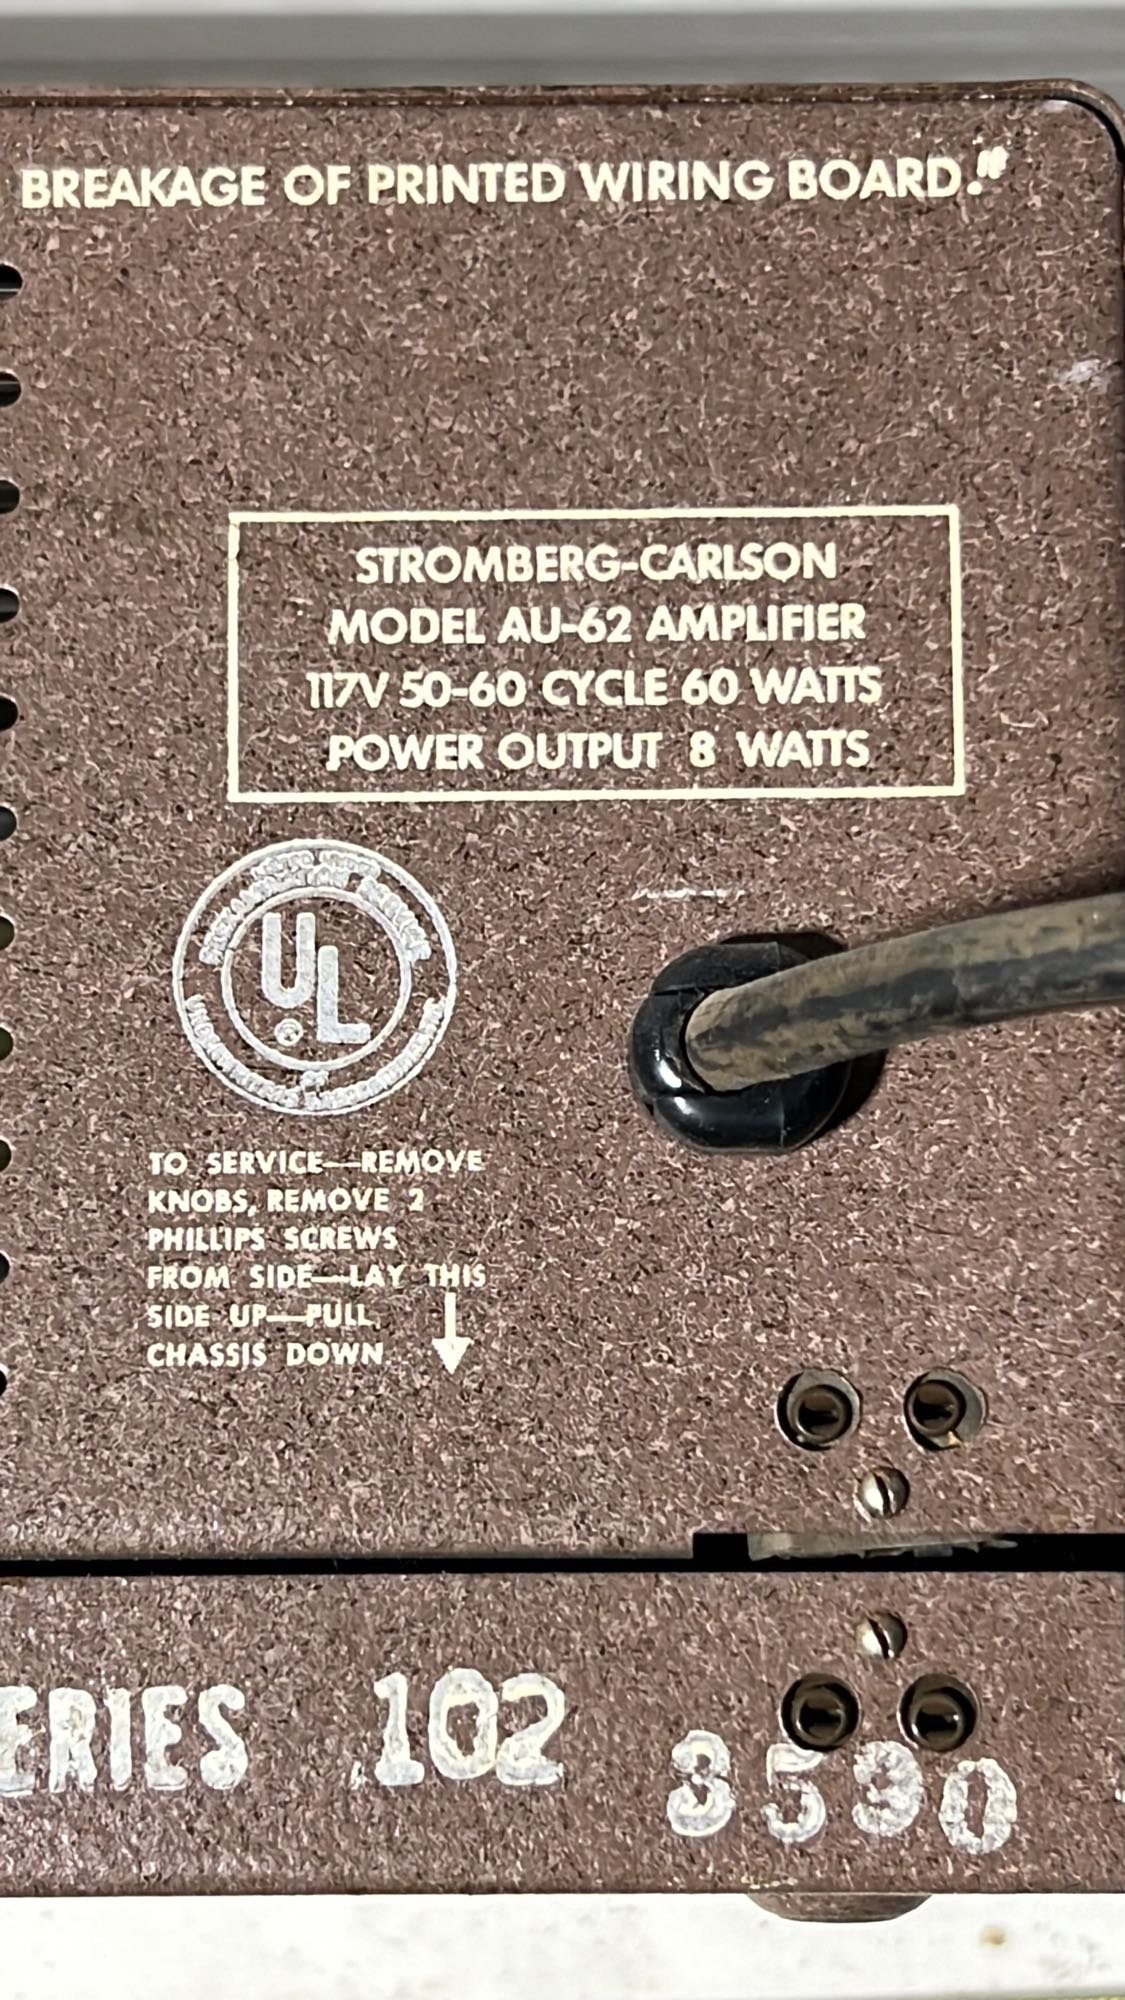 BREAKAGE OF PRINTED WIRING BOARD."
STROMBERG-CARLSON
MODEL AU-62 AMPLIFIER
117V 50-60 CYCLE 60 WATTS
POWER OUTPUT 8 WATTS
UL
TO SERVICE—REMOVE
KNOBS, REMOVE 2
PHILLIPS SCREWS
FROM SIDE—LAY THIS
SIDE UP—PULL
CHASSIS DOWN.
ERIES 102